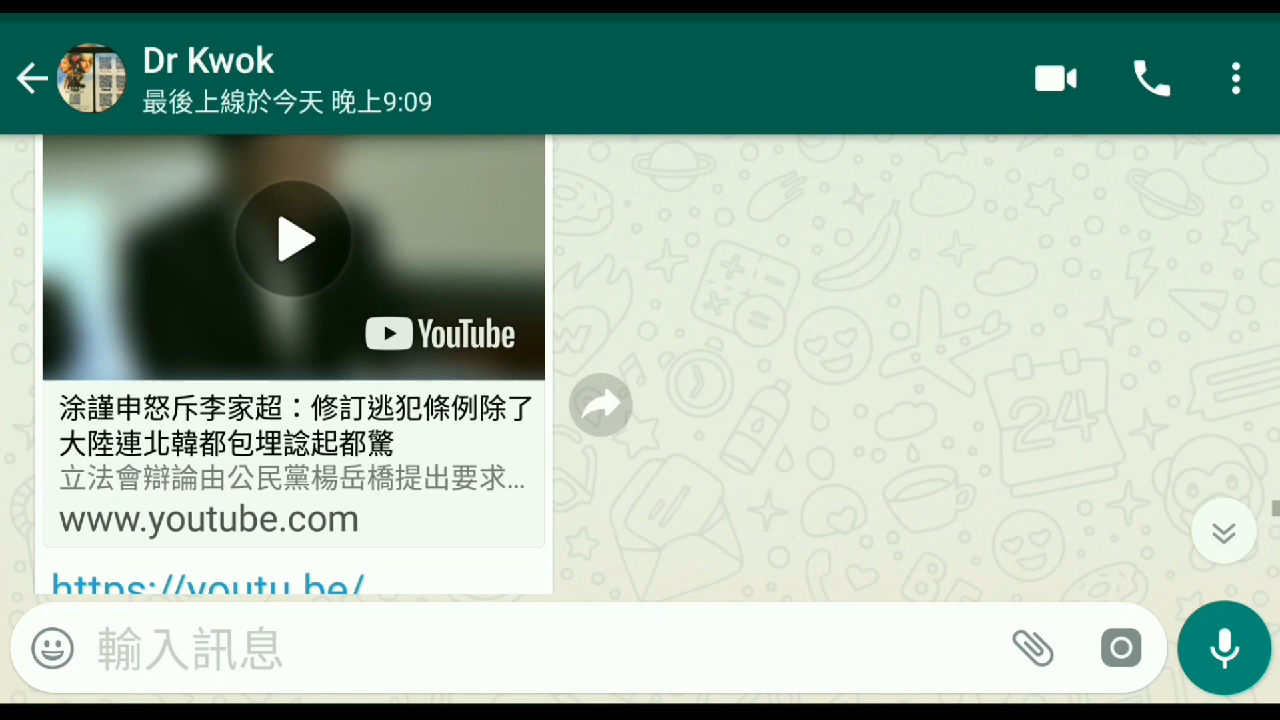 Dr Kwok
最後上線於今天 晚上9:09
YouTube
涂謹申怒斥李家超：修訂逃犯條例除了
大陸連北韓都包埋諗起都驚
立法會辯論由公民黨楊岳橋提出要求...
www.youtube.com
https://youtu.be/
輸入訊息